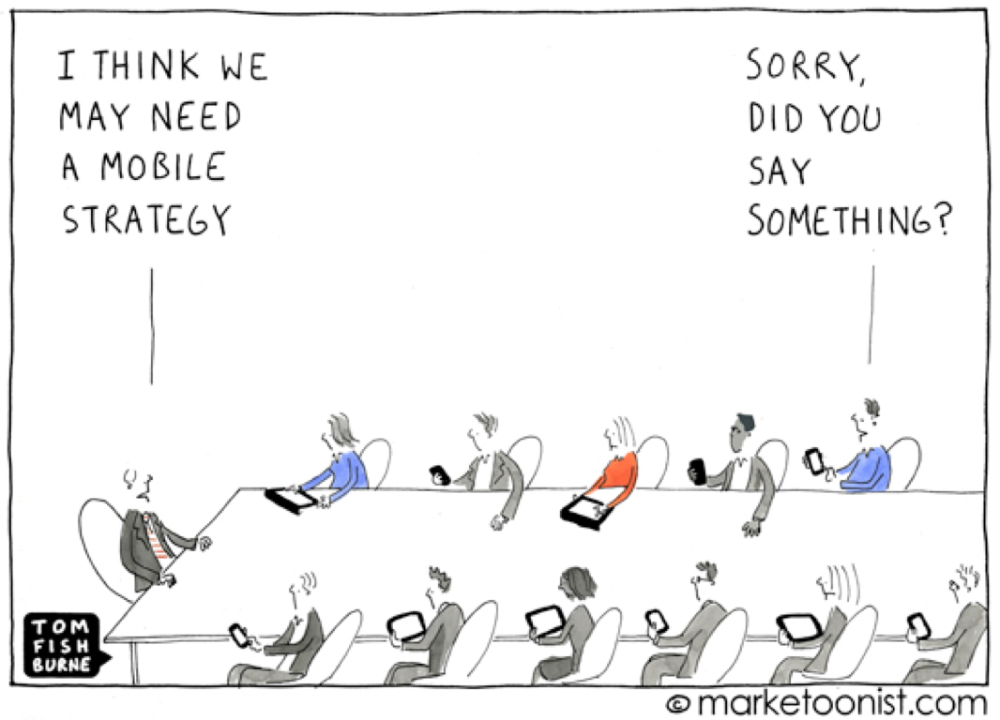 I THINK WE
MAY NEED
A MOBILE
STRATEGY
SORRY,
DID YOU
SAY
SOMETHING?
TOM
FISH
BURNE
© marketoonist.com